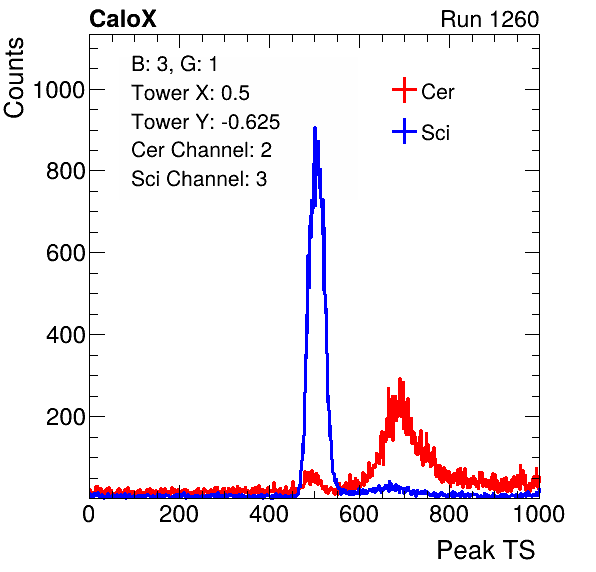 CaloX Run 1260
Counts
B: 3, G: 1
Tower X: 0.5
Tower Y: -0.625
Cer Channel: 2
Sci Channel: 3
Cer
Sci
1000
800
600
400
200
0 200 400 600 800 1000
Peak TS